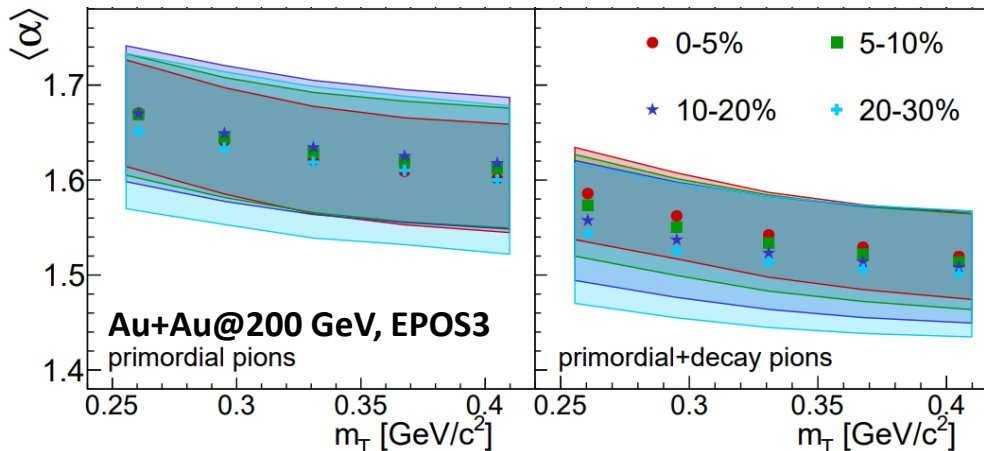 ⟨α⟩
1.7
1.6
1.5
1.4
0-5%
5-10%
10-20%
20-30%
Au+Au@200 GeV, EPOS3
primordial pions
primordial+decay pions
0.25 0.3 0.35 0.4
0.25 0.3 0.35 0.4
m_T [GeV/c²]
m_T [GeV/c²]